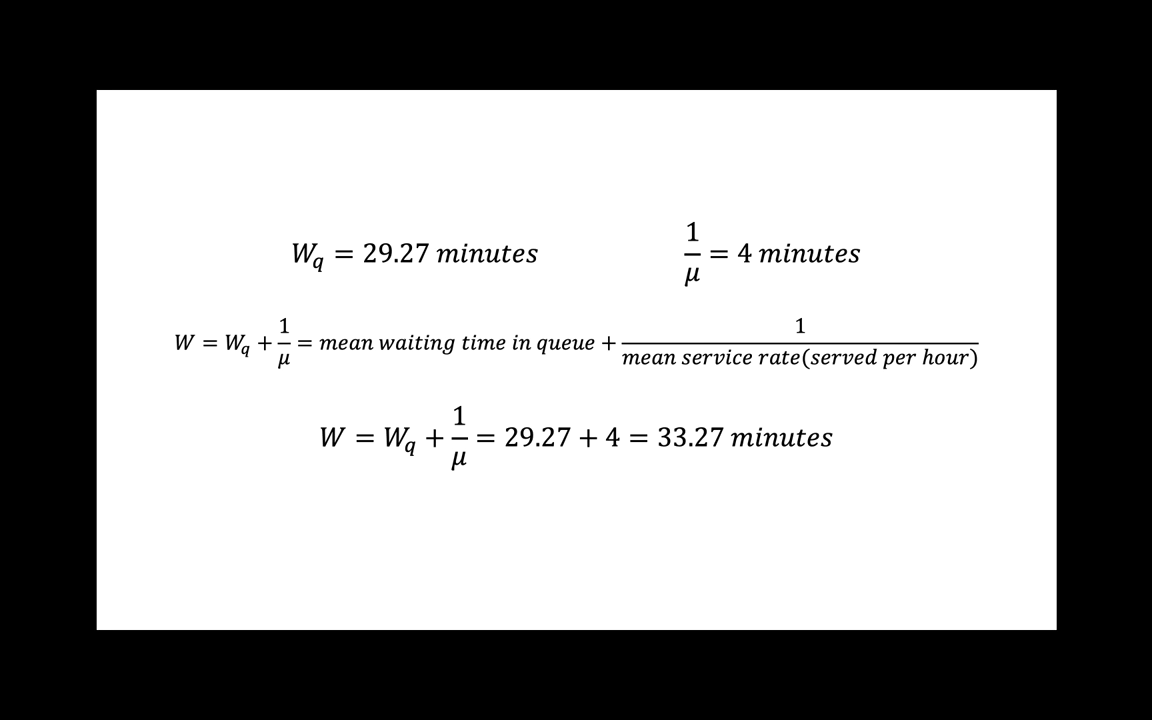 W_q = 29.27 minutes    1/μ = 4 minutes
W = W_q + 1/μ = mean waiting time in queue + 1/mean service rate(served per hour)
W = W_q + 1/μ = 29.27 + 4 = 33.27 minutes